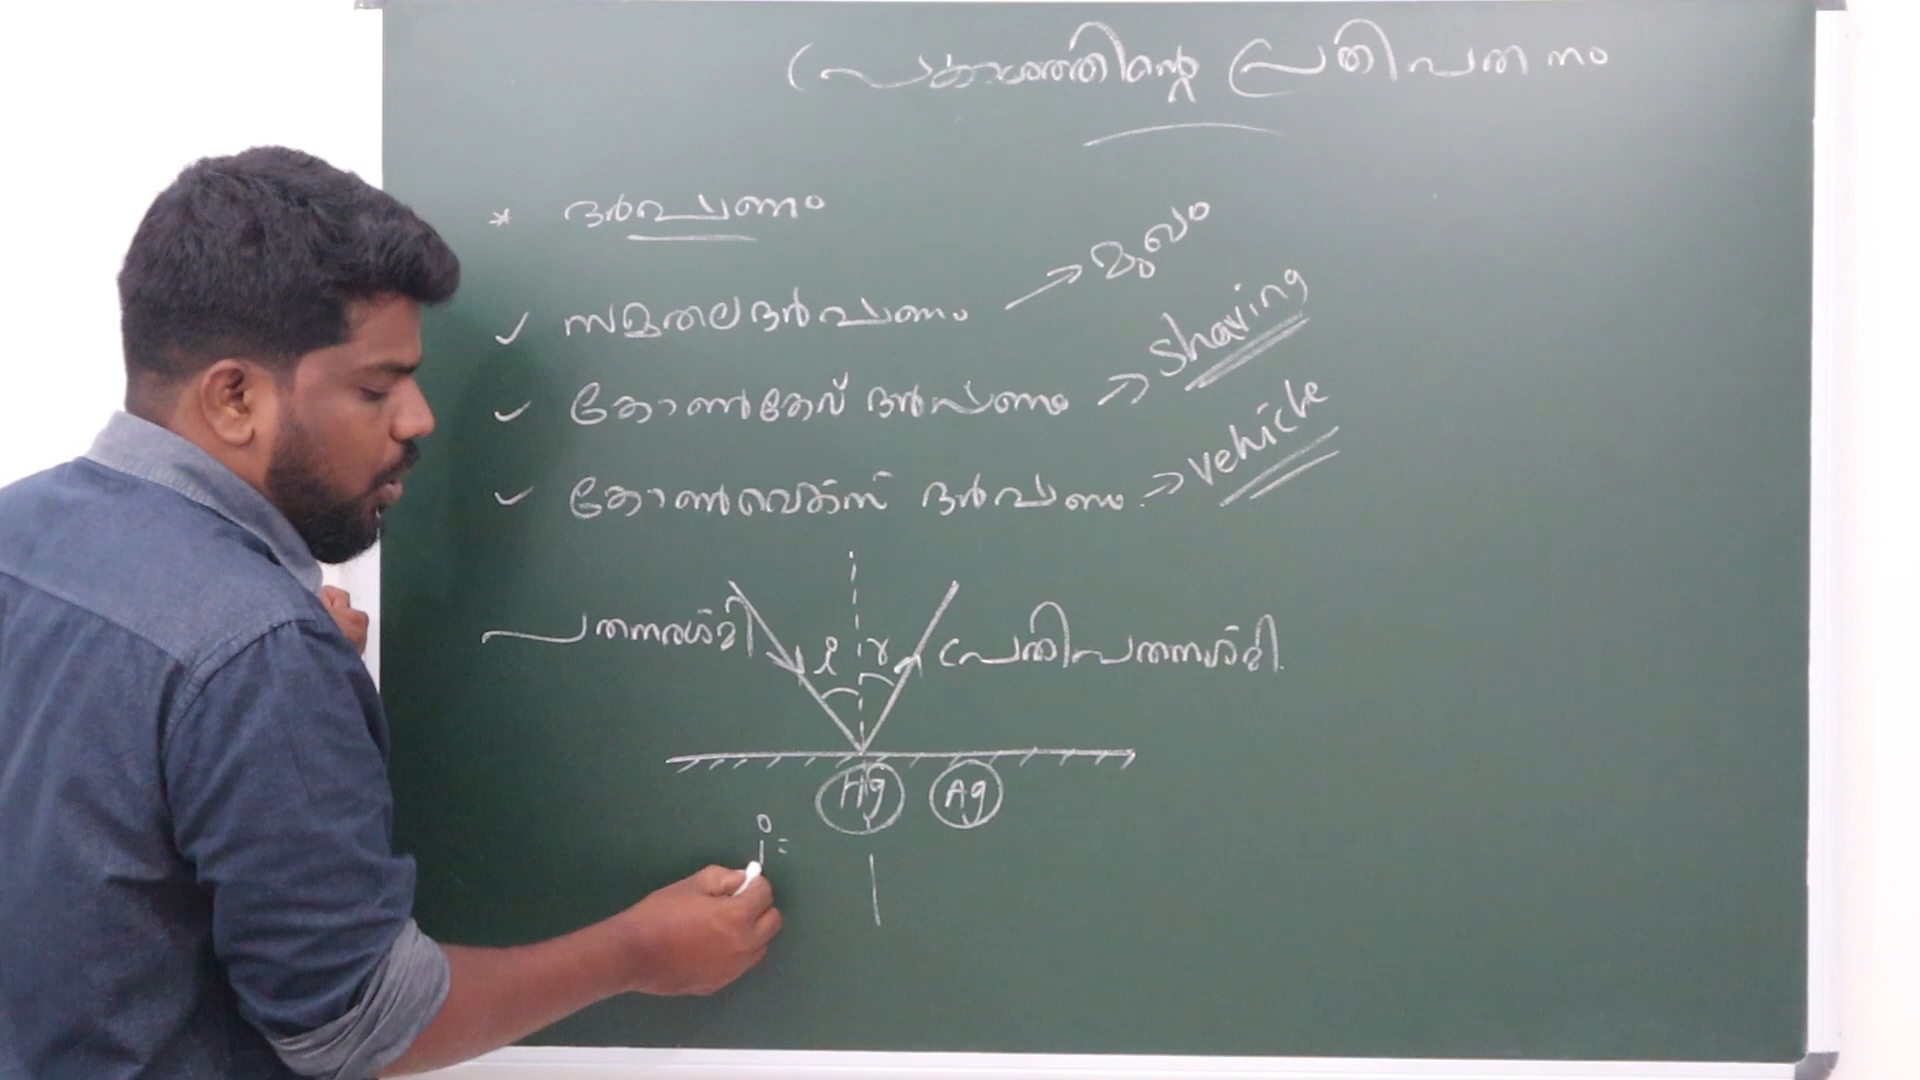 പ്രകാശത്തിന്റെ പ്രതിപതനം
* ദർപ്പണം
✓ സമതലദർപ്പണം → മുഖം
✓ കോൺകേവ് ദർപ്പണം → shaving
✓ കോൺവെക്സ് ദർപ്പണം → vehicle
പതനരശ്മി i r പ്രതിപതനരശ്മി
Hg Ag
i =